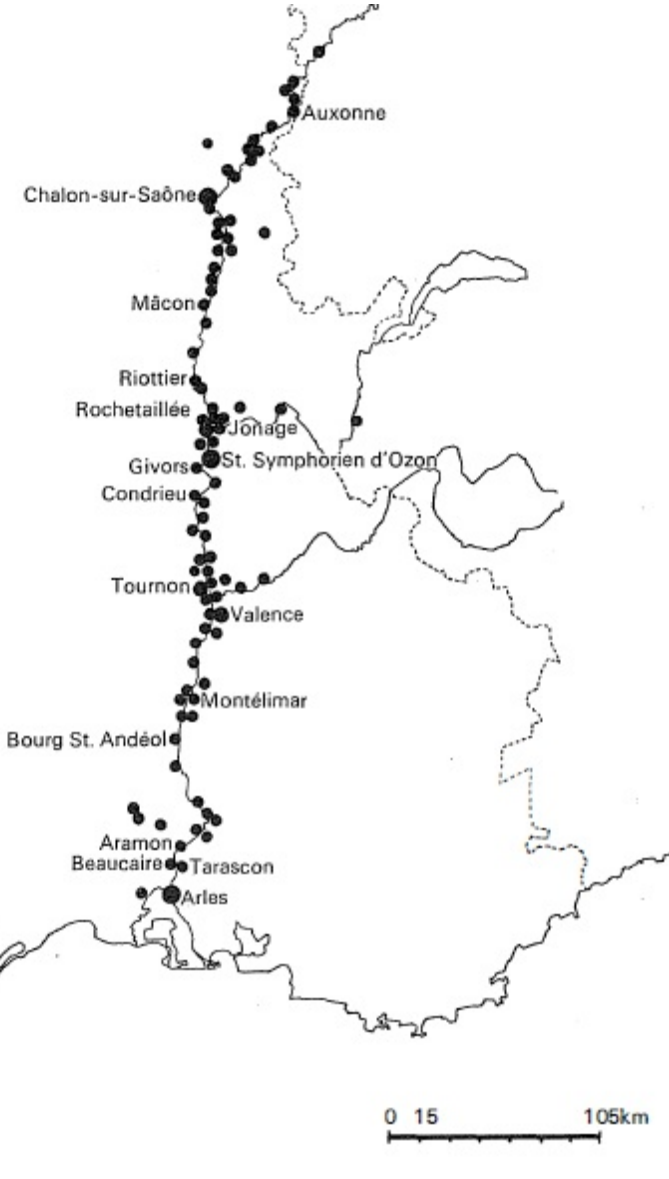 Auxonne
Chalon-sur-Saône
Mâcon
Riottier
Rochetaillée
Jonage
St. Symphorien d'Ozon
Givors
Condrieu
Tournon
Valence
Montélimar
Bourg St. Andéol
Aramon
Beaucaire
Tarascon
Arles
0 15 105km